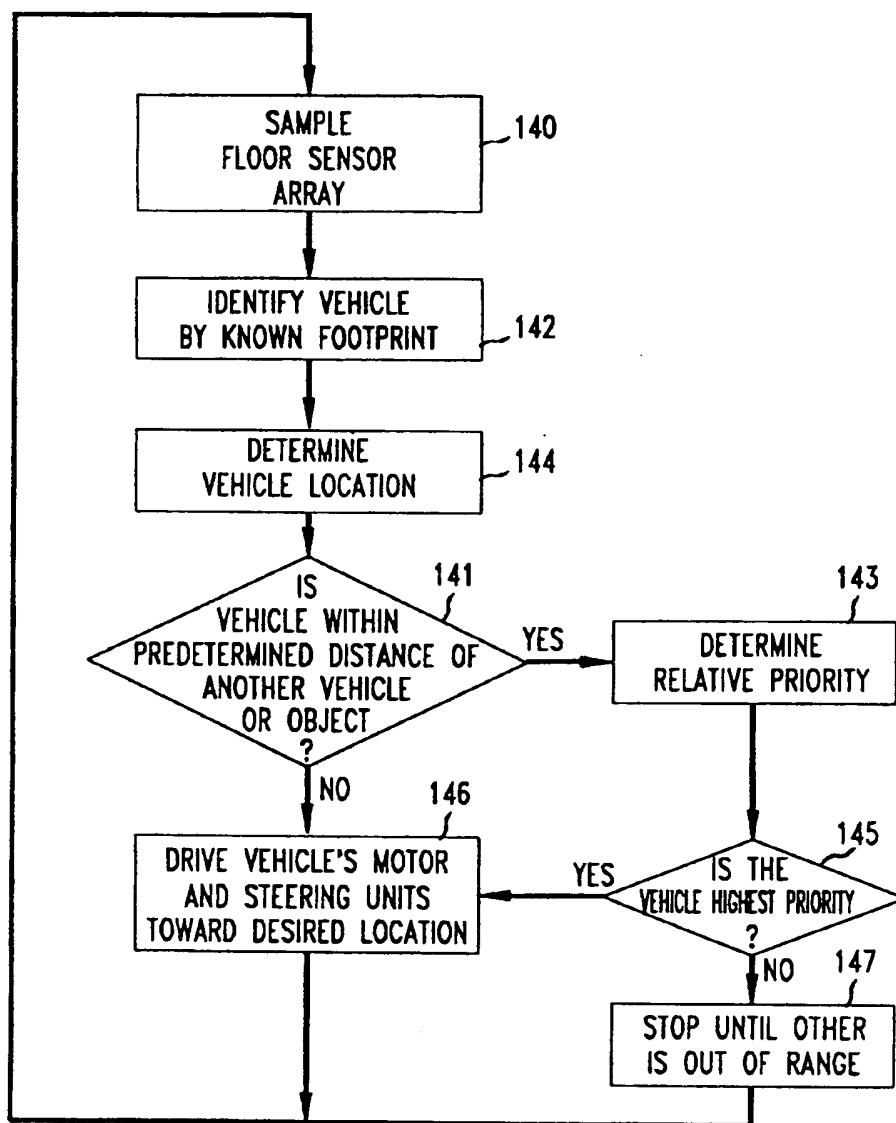 SAMPLE
FLOOR SENSOR
ARRAY
140
IDENTIFY VEHICLE
BY KNOWN FOOTPRINT
142
DETERMINE
VEHICLE LOCATION
144
IS
VEHICLE WITHIN
PREDETERMINED DISTANCE OF
ANOTHER VEHICLE
OR OBJECT
?
141
YES
NO
143
DETERMINE
RELATIVE PRIORITY
146
DRIVE VEHICLE'S MOTOR
AND STEERING UNITS
TOWARD DESIRED LOCATION
145
IS THE
VEHICLE HIGHEST PRIORITY
?
YES
NO
147
STOP UNTIL OTHER
IS OUT OF RANGE